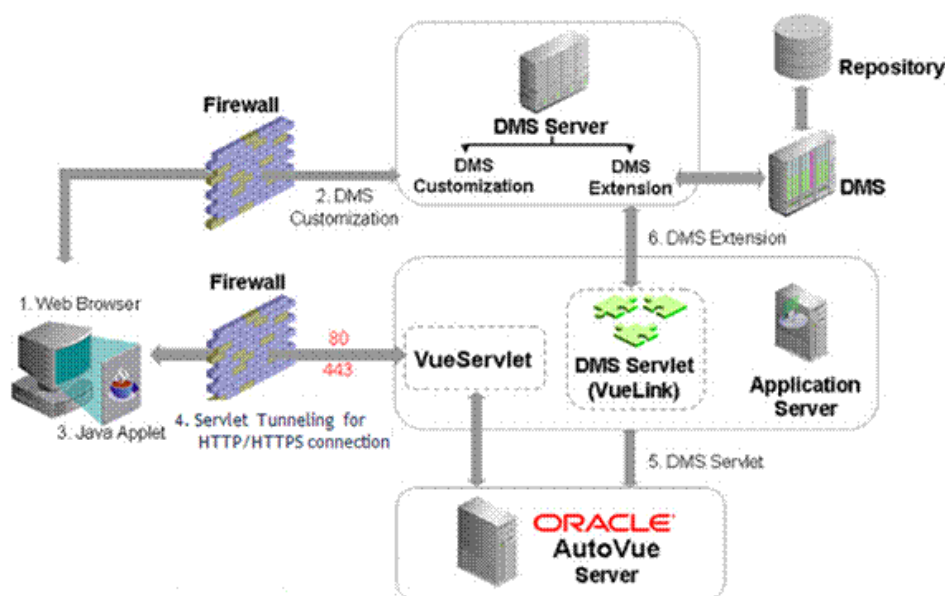 Repository
Firewall
DMS Server
DMS
Customization
DMS
Extension
DMS
2. DMS
Customization
6. DMS Extension
Firewall
1. Web Browser
80
443
VueServlet
DMS Servlet
(VueLink)
Application
Server
3. Java Applet
4. Servlet Tunneling for
HTTP/HTTPS connection
5. DMS Servlet
ORACLE
AutoVue
Server